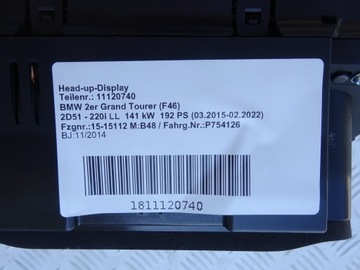 Head-up-Display
Teilenr.: 11120740
BMW 2er Grand Tourer (F46)
2D51 - 220i LL 141 kW 192 PS (03.2015-02.2022)
Fzgnr.:15-15112 M:B48 / Fahrg.Nr.:P754126
BJ:11/2014
1811120740